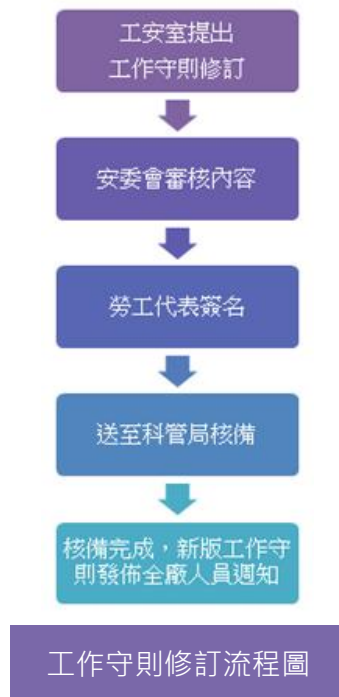 工安室提出
工作守則修訂
安委會審核內容
勞工代表簽名
送至科管局核備
核備完成，新版工作守
則發佈全廠人員週知
工作守則修訂流程圖